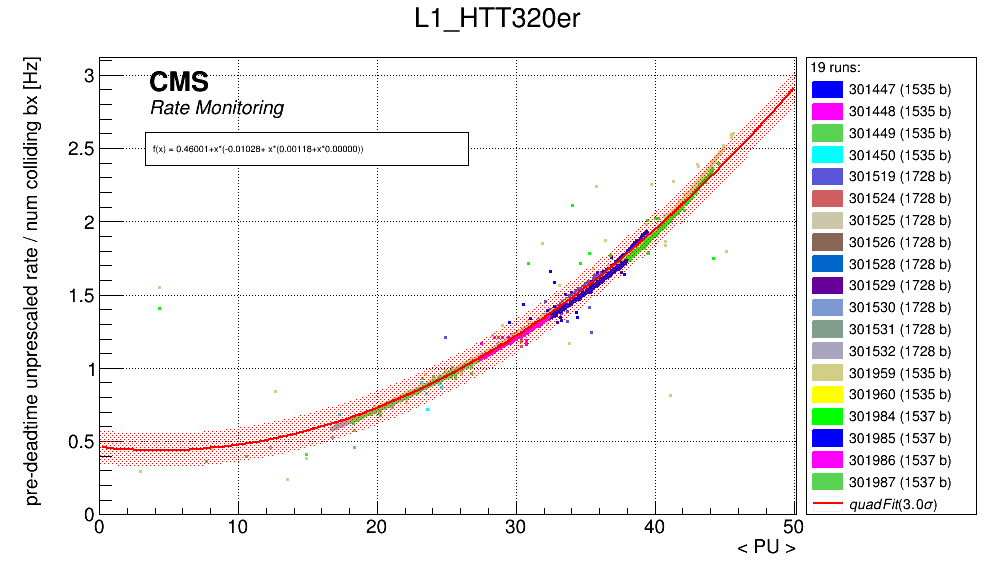 L1_HTT320er
pre-deadtime unprescaled rate / num colliding bx [Hz]
CMS
Rate Monitoring
f(x) = 0.46001+x*(-0.01028+ x*(0.00118+x*0.00000))
3
2.5
2
1.5
1
0.5
0
0 10 20 30 40 50
< PU >
19 runs:
301447 (1535 b)
301448 (1535 b)
301449 (1535 b)
301450 (1535 b)
301519 (1728 b)
301524 (1728 b)
301525 (1728 b)
301526 (1728 b)
301528 (1728 b)
301529 (1728 b)
301530 (1728 b)
301531 (1728 b)
301532 (1728 b)
301959 (1535 b)
301960 (1535 b)
301984 (1537 b)
301985 (1537 b)
301986 (1537 b)
301987 (1537 b)
quadFit(3.0σ)